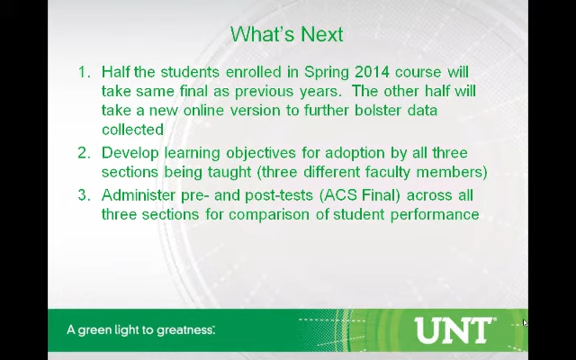 What's Next
1. Half the students enrolled in Spring 2014 course will
take same final as previous years. The other half will
take a new online version to further bolster data
collected
2. Develop learning objectives for adoption by all three
sections being taught (three different faculty members)
3. Administer pre- and post-tests (ACS Final) across all
three sections for comparison of student performance
A green light to greatness.
UNT